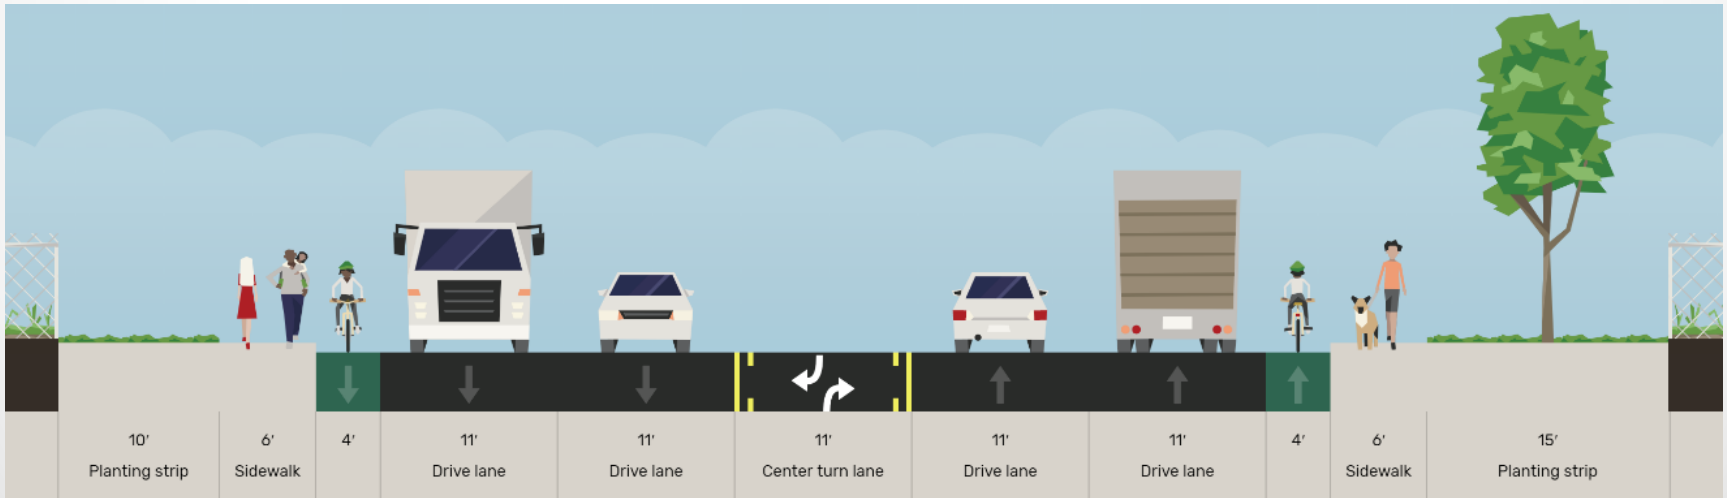 10′
Planting strip
6′
Sidewalk
4′
11′
Drive lane
11′
Drive lane
11′
Center turn lane
11′
Drive lane
11′
Drive lane
4′
6′
Sidewalk
15′
Planting strip